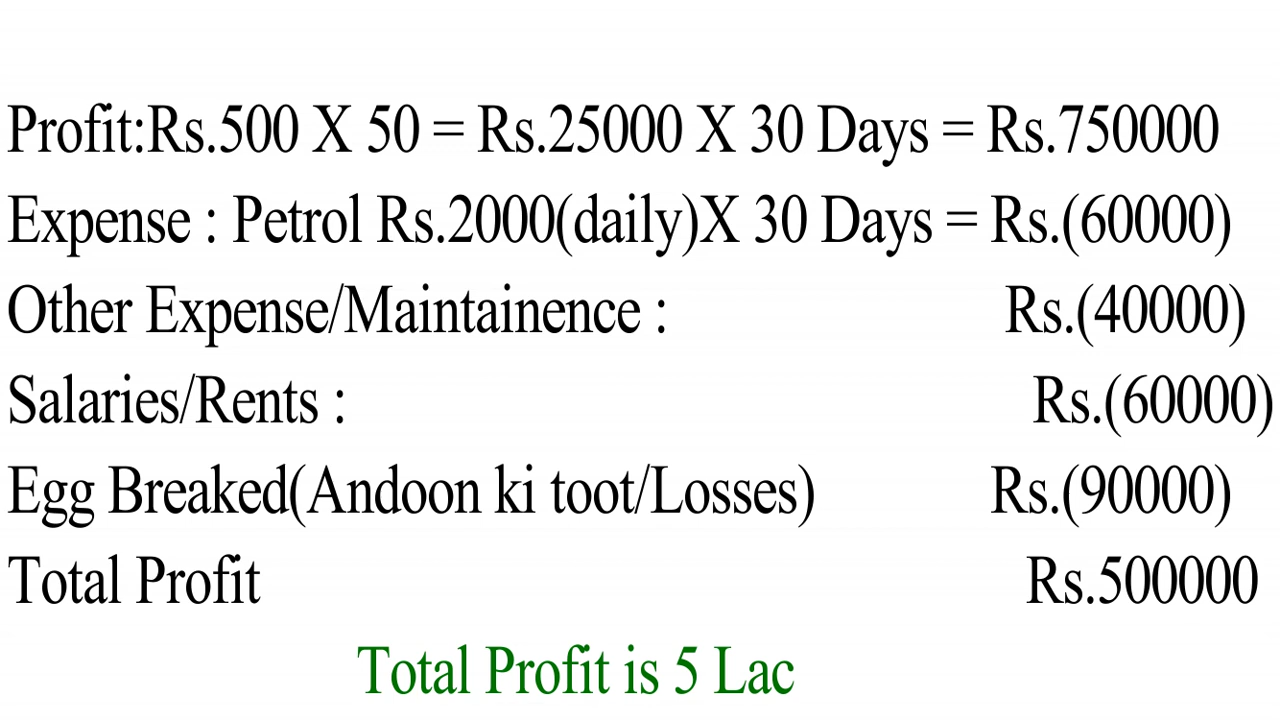 Profit:Rs.500 X 50 = Rs.25000 X 30 Days = Rs.750000
Expense : Petrol Rs.2000(daily)X 30 Days = Rs.(60000)
Other Expense/Maintainence : Rs.(40000)
Salaries/Rents : Rs.(60000)
Egg Breaked(Andoon ki toot/Losses) Rs.(90000)
Total Profit Rs.500000
Total Profit is 5 Lac